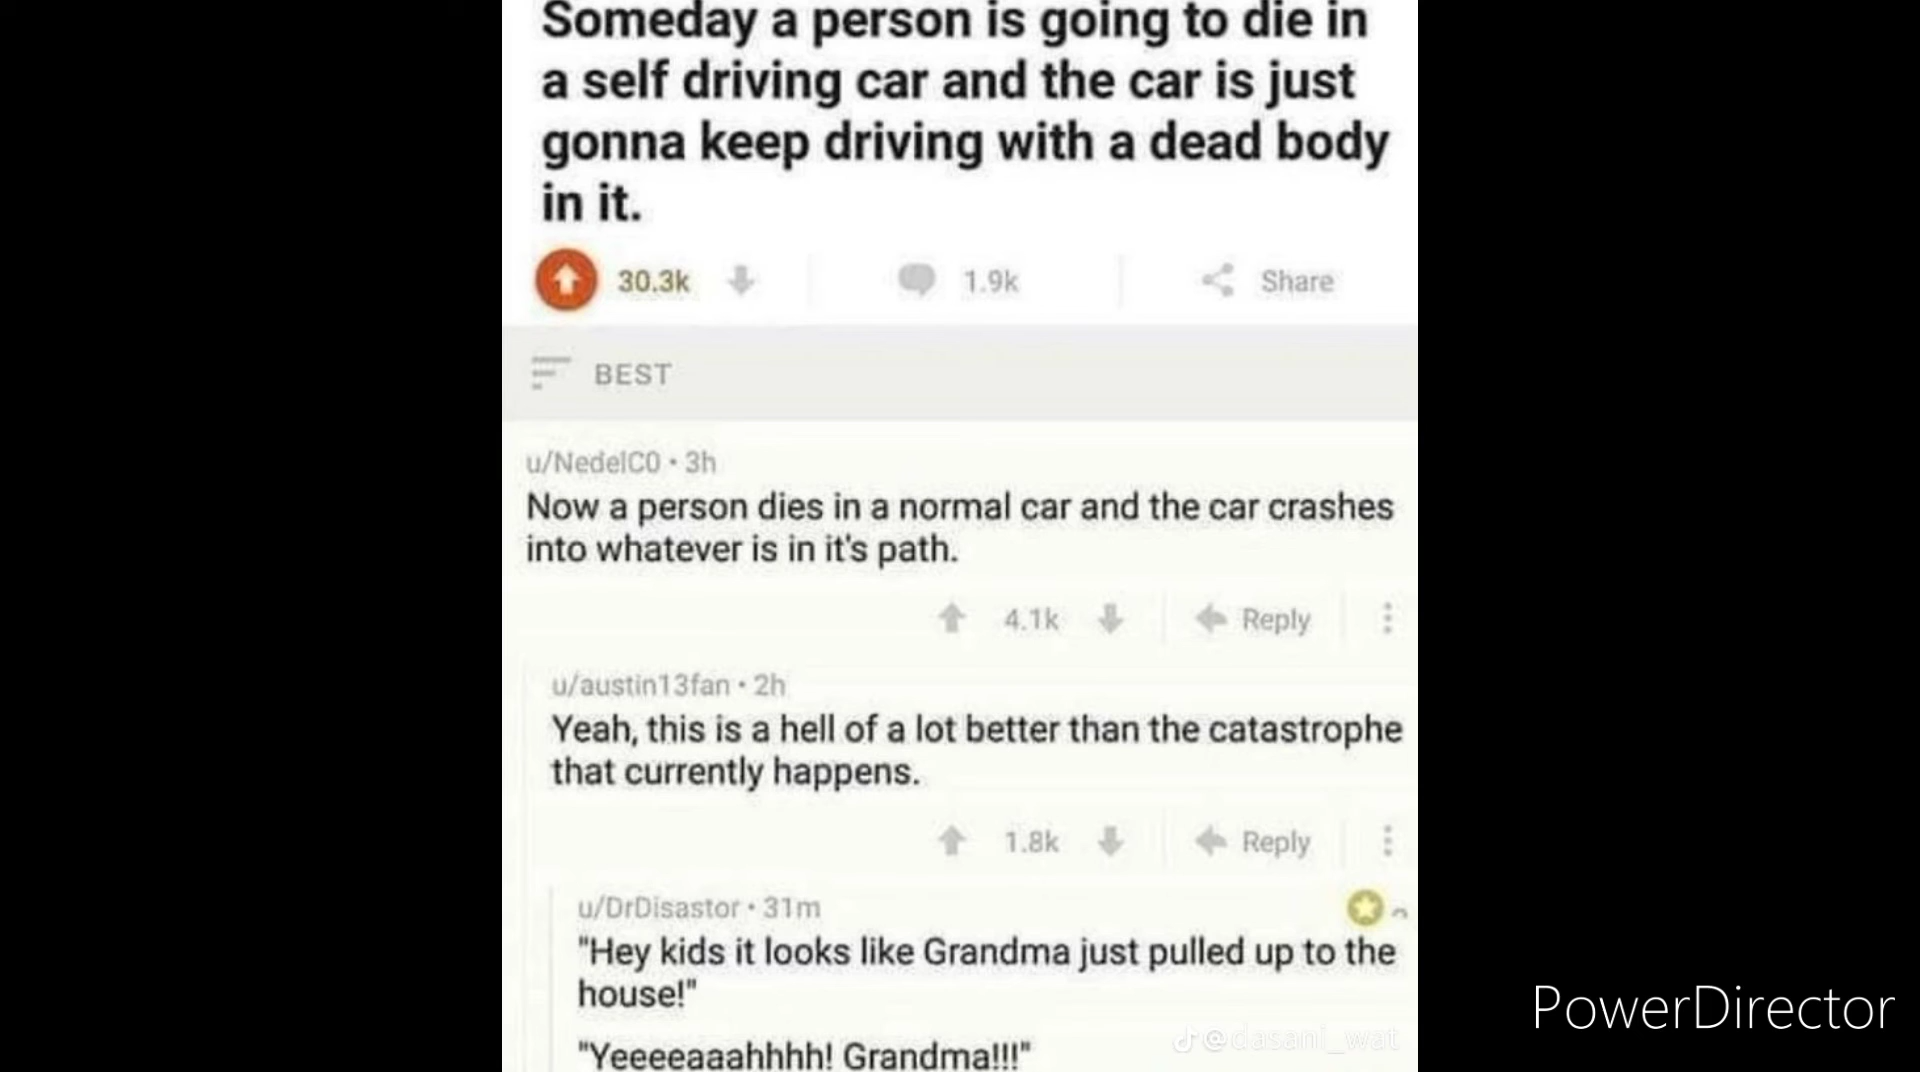 Someday a person is going to die in
a self driving car and the car is just
gonna keep driving with a dead body
in it.
30.3k
1.9k
Share
BEST
u/NedelC0 • 3h
Now a person dies in a normal car and the car crashes
into whatever is in it's path.
4.1k
Reply
u/austin13fan • 2h
Yeah, this is a hell of a lot better than the catastrophe
that currently happens.
1.8k
Reply
u/DrDisastor • 31m
"Hey kids it looks like Grandma just pulled up to the
house!"
"Yeeeeaaahhhh! Grandma!!!"
@dasani_wat
PowerDirector